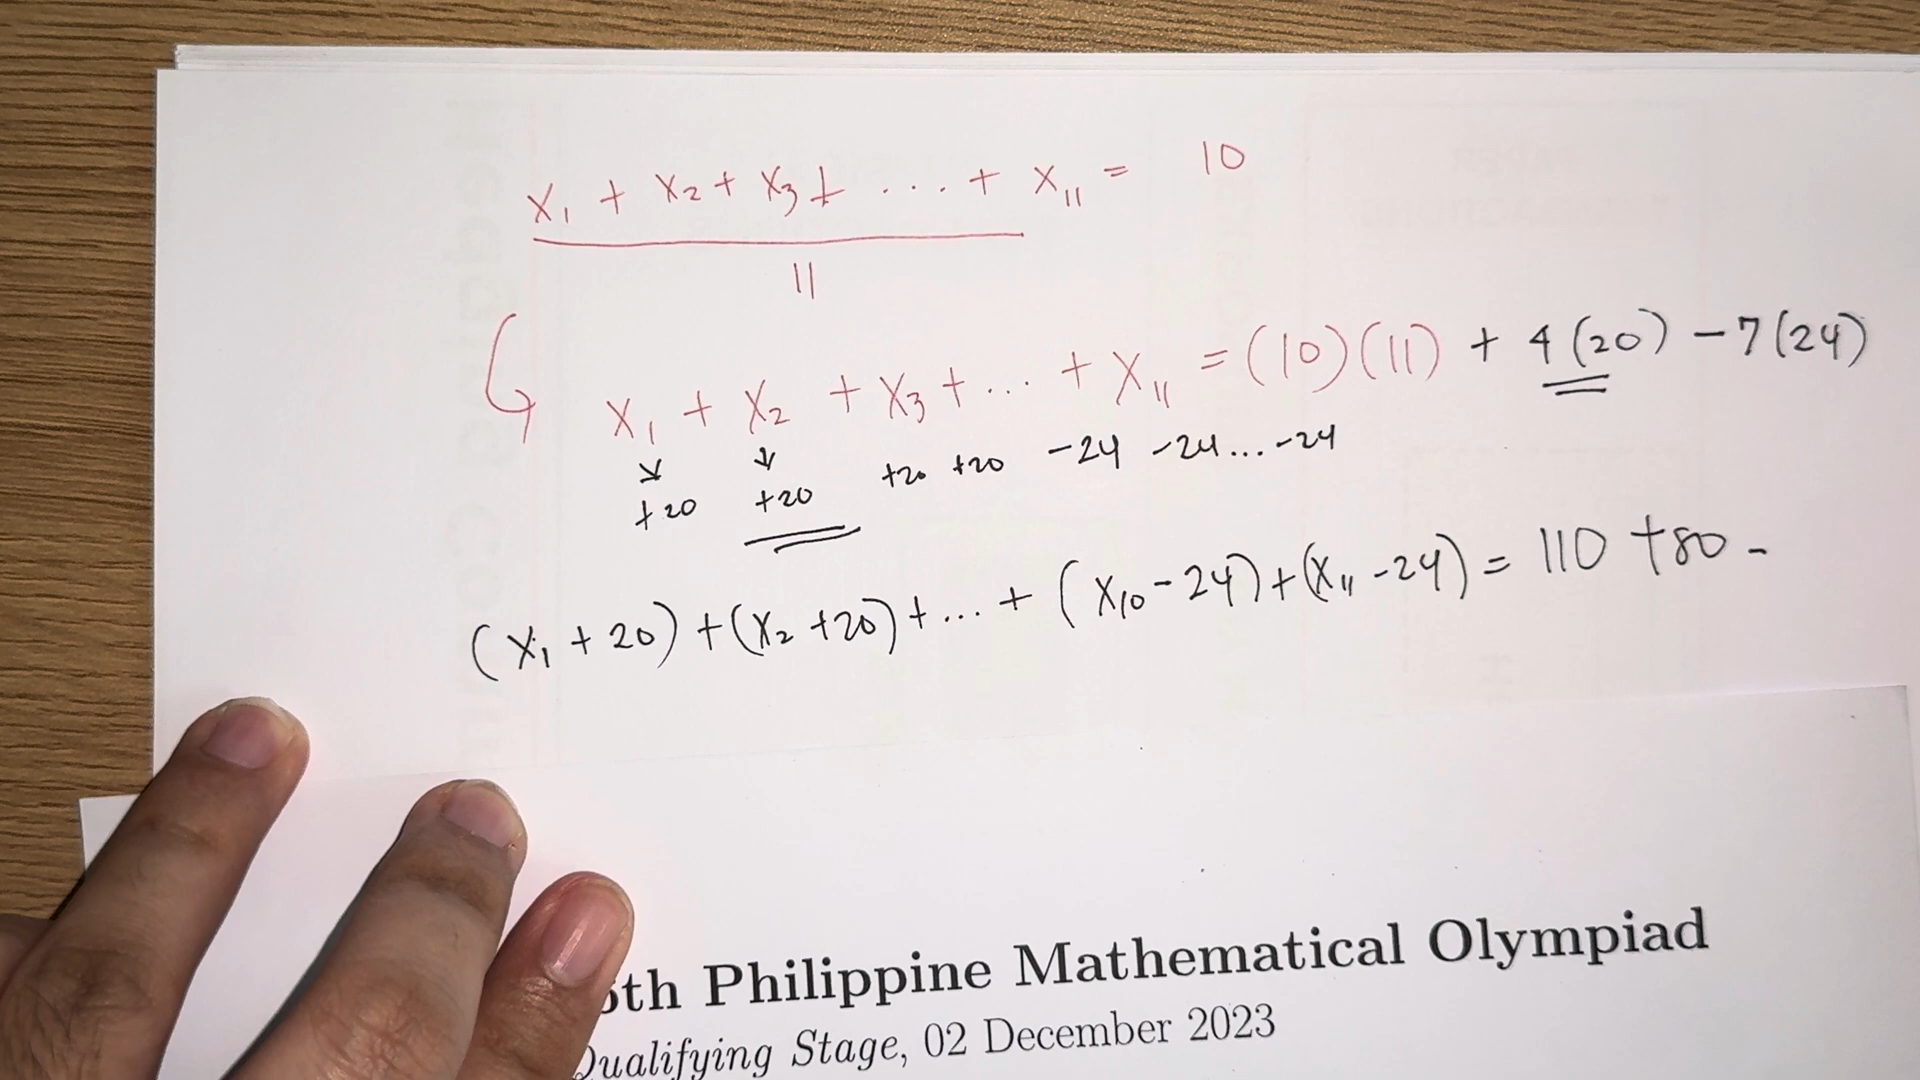 x₁ + x₂ + x₃ + ... + x₁₁ = 10
11
x₁ + x₂ + x₃ + ... + x₁₁ = (10)(11) + 4(20) - 7(24)
+20 +20 +20 +20 -24 -24 ... -24
(x₁ + 20) + (x₂ + 20) + ... + (x₁₀ - 24) + (x₁₁ - 24) = 110 + 80 -
th Philippine Mathematical Olympiad
Qualifying Stage, 02 December 2023